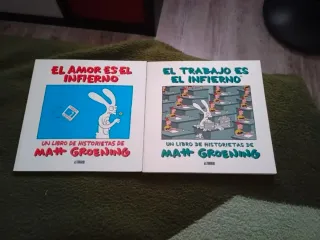 EL AMOR ES EL
INFIERNO
UN LIBRO DE HISTORIETAS DE
MATT GROENING
EL TRABAJO ES
EL INFIERNO
UN LIBRO DE HISTORIETAS DE
MATT GROENING